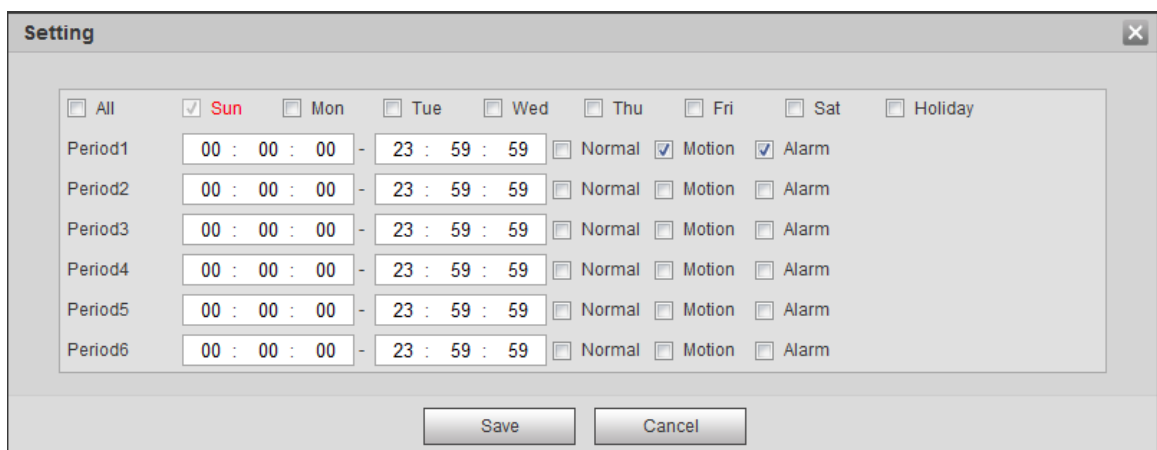 Setting
All Sun Mon Tue Wed Thu Fri Sat Holiday
Period1 00 : 00 : 00 - 23 : 59 : 59 Normal Motion Alarm
Period2 00 : 00 : 00 - 23 : 59 : 59 Normal Motion Alarm
Period3 00 : 00 : 00 - 23 : 59 : 59 Normal Motion Alarm
Period4 00 : 00 : 00 - 23 : 59 : 59 Normal Motion Alarm
Period5 00 : 00 : 00 - 23 : 59 : 59 Normal Motion Alarm
Period6 00 : 00 : 00 - 23 : 59 : 59 Normal Motion Alarm
Save Cancel